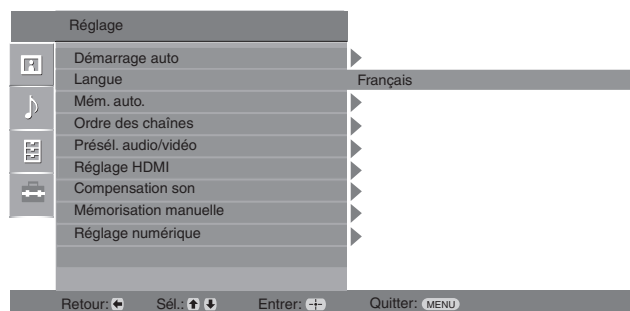 Réglage
Démarrage auto
Langue Français
Mém. auto.
Ordre des chaînes
Présél. audio/vidéo
Réglage HDMI
Compensation son
Mémorisation manuelle
Réglage numérique
Retour: Sél.: Entrer: Quitter: MENU